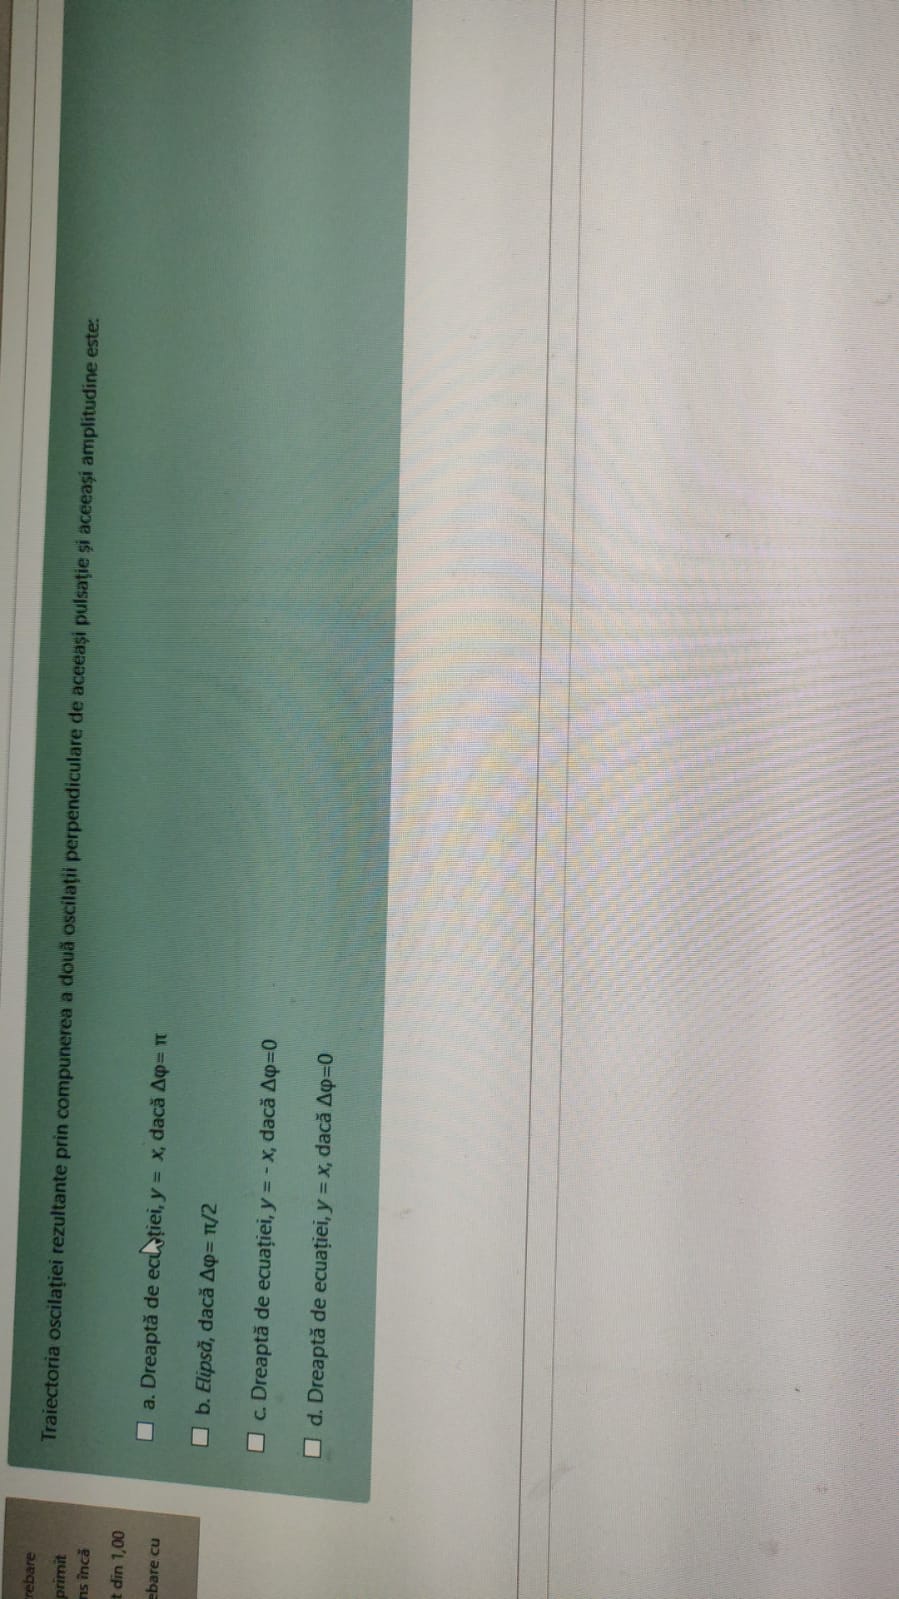 rebare
primit
ns încă
t din 1,00
ebare cu
Traiectoria oscilației rezultante prin compunerea a două oscilații perpendiculare de aceeași pulsație și aceeași amplitudine este:
a. Dreaptă de ecuației, y = x, dacă Δφ= π
b. Elipsă, dacă Δφ= π/2
c. Dreaptă de ecuației, y = - x, dacă Δφ=0
d. Dreaptă de ecuației, y = x, dacă Δφ=0